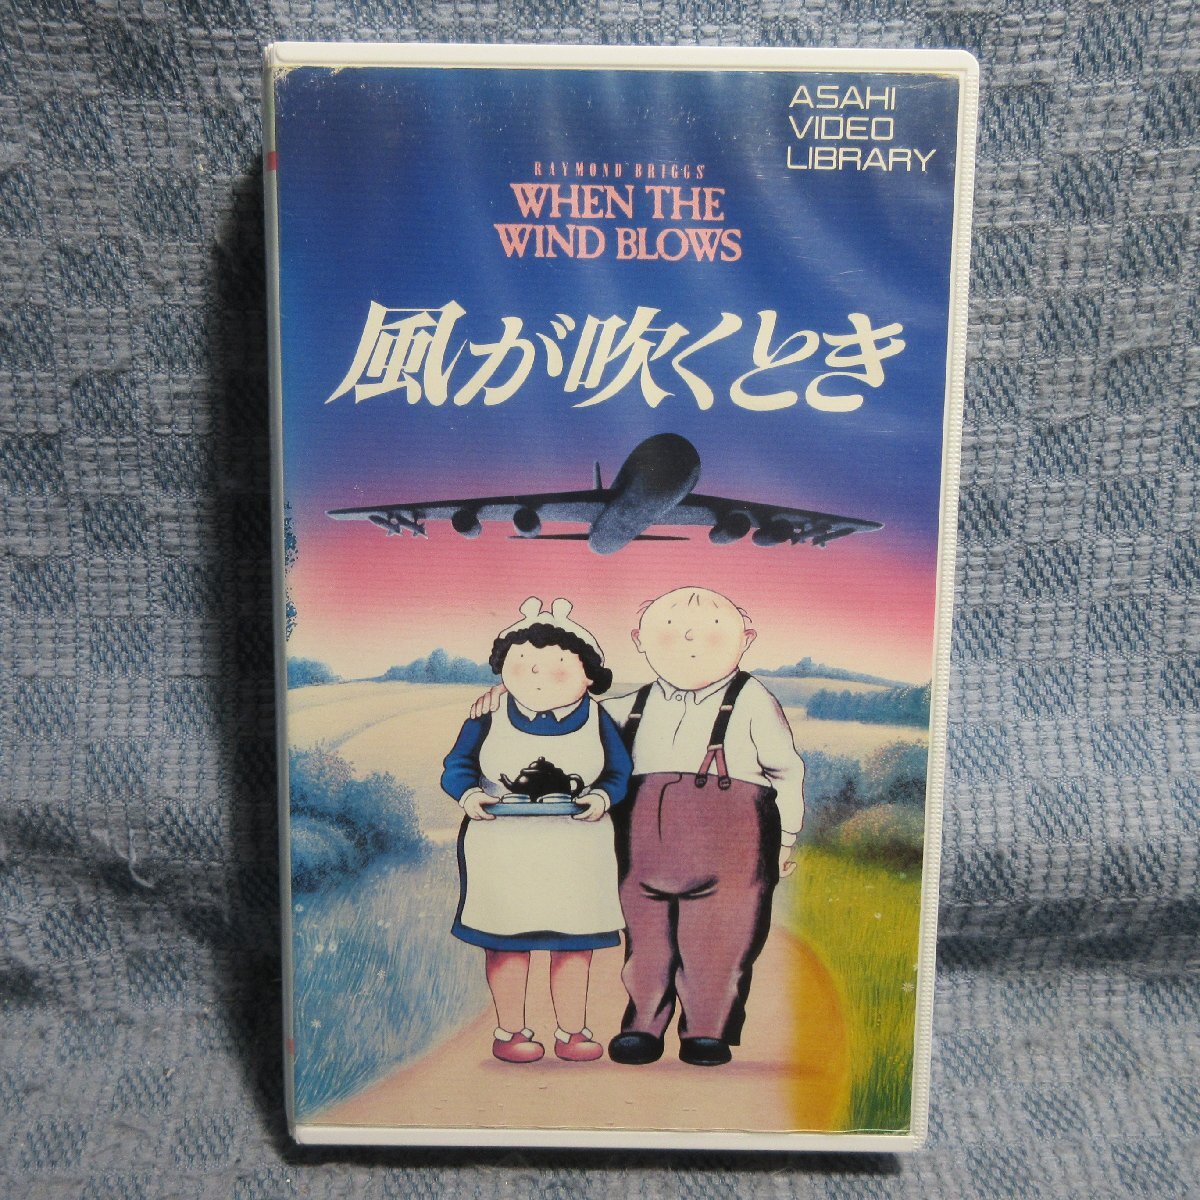 ASAHI
VIDEO
LIBRARY
RAYMOND BRIGGS'
WHEN THE
WIND BLOWS
風が吹くとき